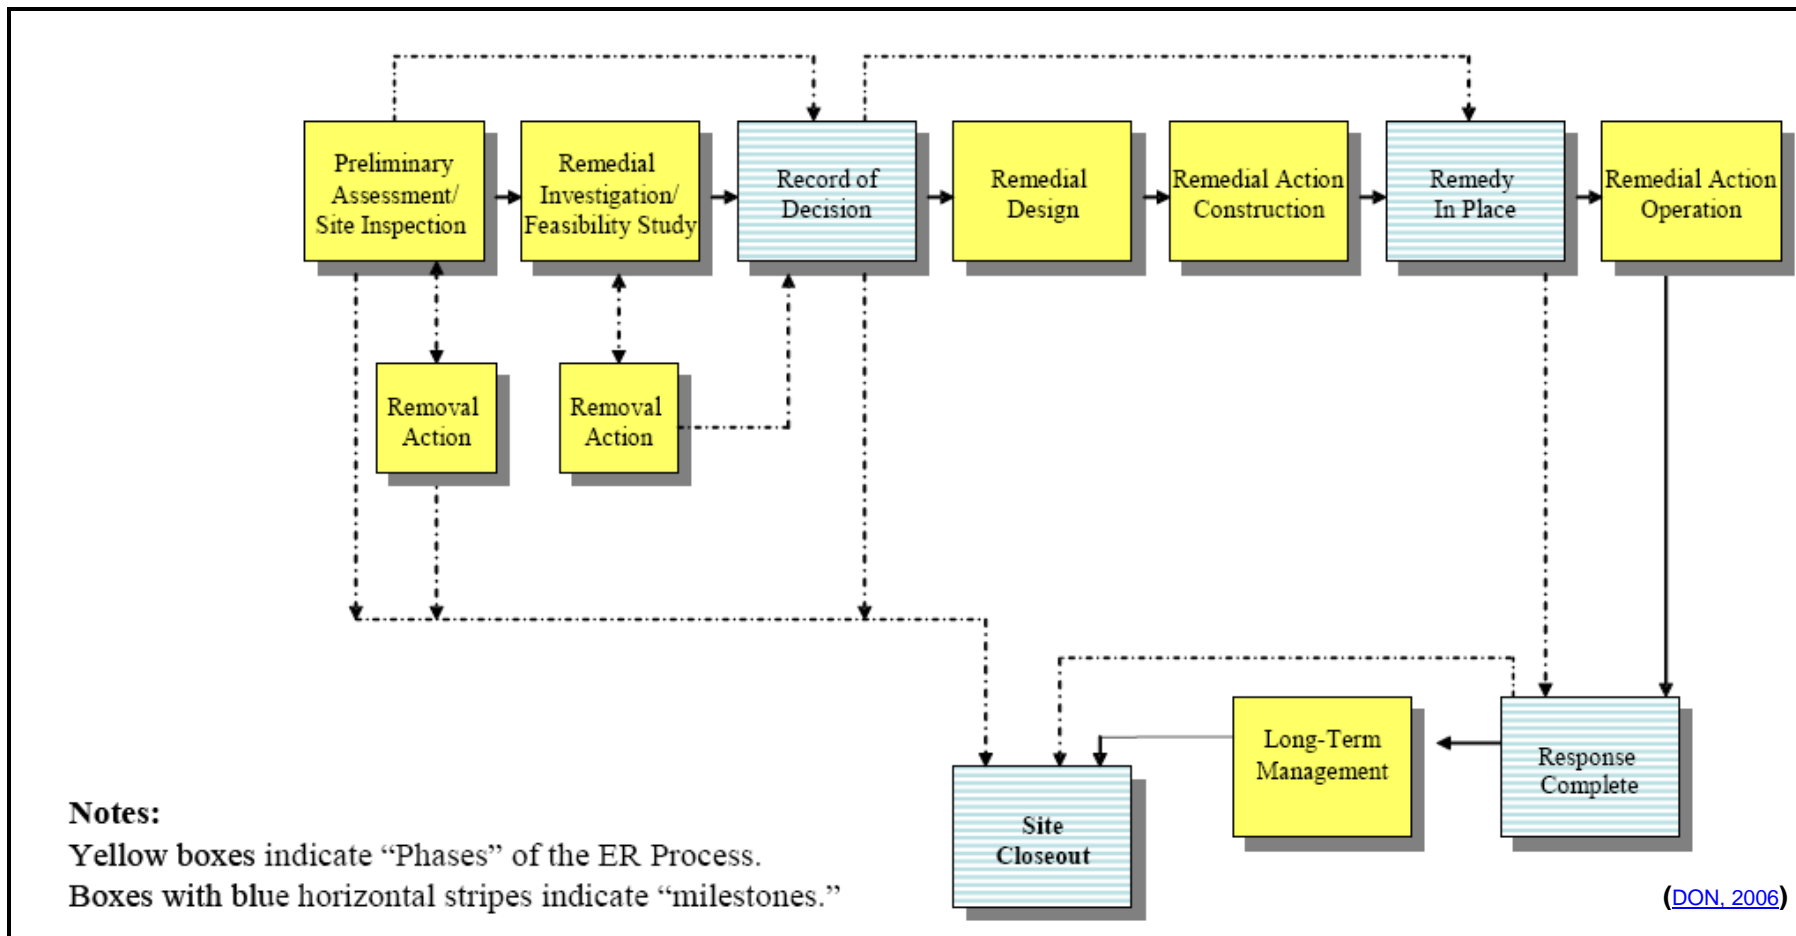 Preliminary
Assessment/
Site Inspection
Remedial
Investigation/
Feasibility Study
Record of
Decision
Remedial
Design
Remedial Action
Construction
Remedy
In Place
Remedial Action
Operation
Removal
Action
Removal
Action
Long-Term
Management
Response
Complete
Site
Closeout
Notes:
Yellow boxes indicate “Phases” of the ER Process.
Boxes with blue horizontal stripes indicate “milestones.”
(DON, 2006)